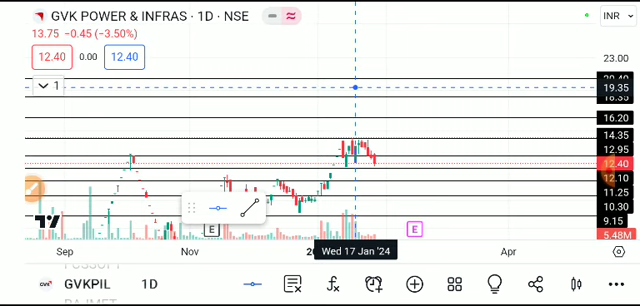 GVK POWER & INFRAS · 1D · NSE
INR
13.75 −0.45 (−3.50%)
12.40 0.00 12.40
1
23.00
19.35
18.35
16.20
14.35
12.95
12.40
12.10
11.25
10.30
9.15
5.48M
E
E
Sep Nov Wed 17 Jan '24 Apr
GVKPIL 1D